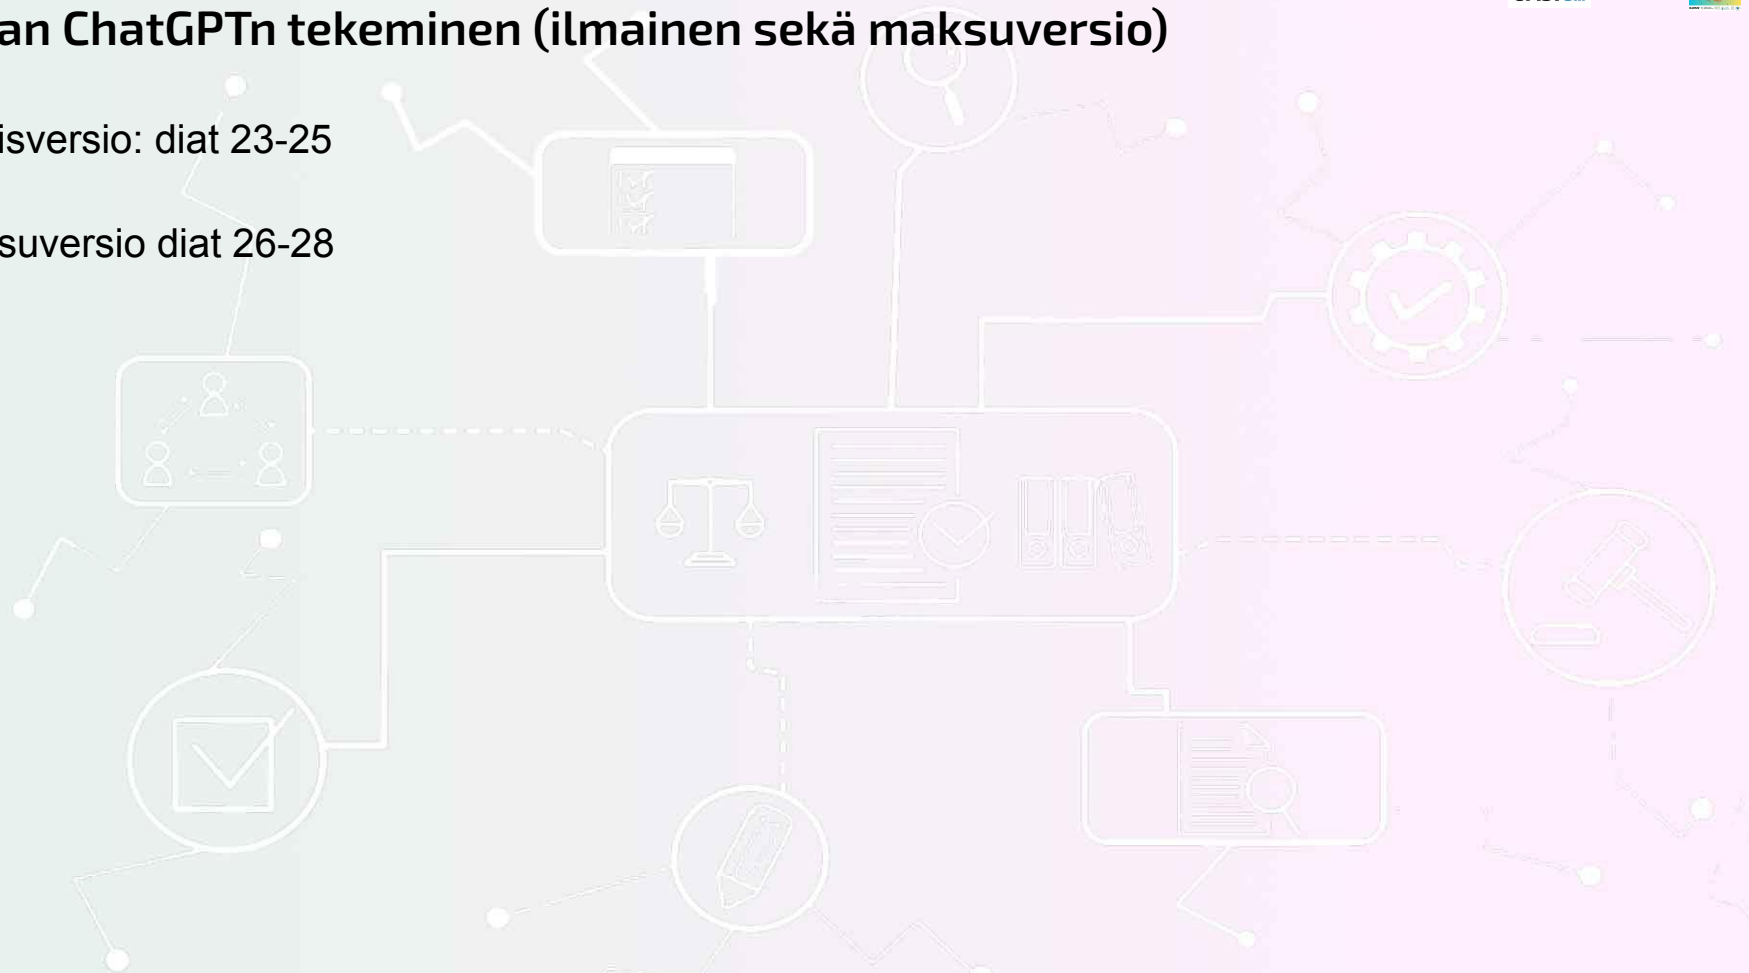 an ChatGPTn tekeminen (ilmainen sekä maksuversio)
isversio: diat 23-25
suversio diat 26-28